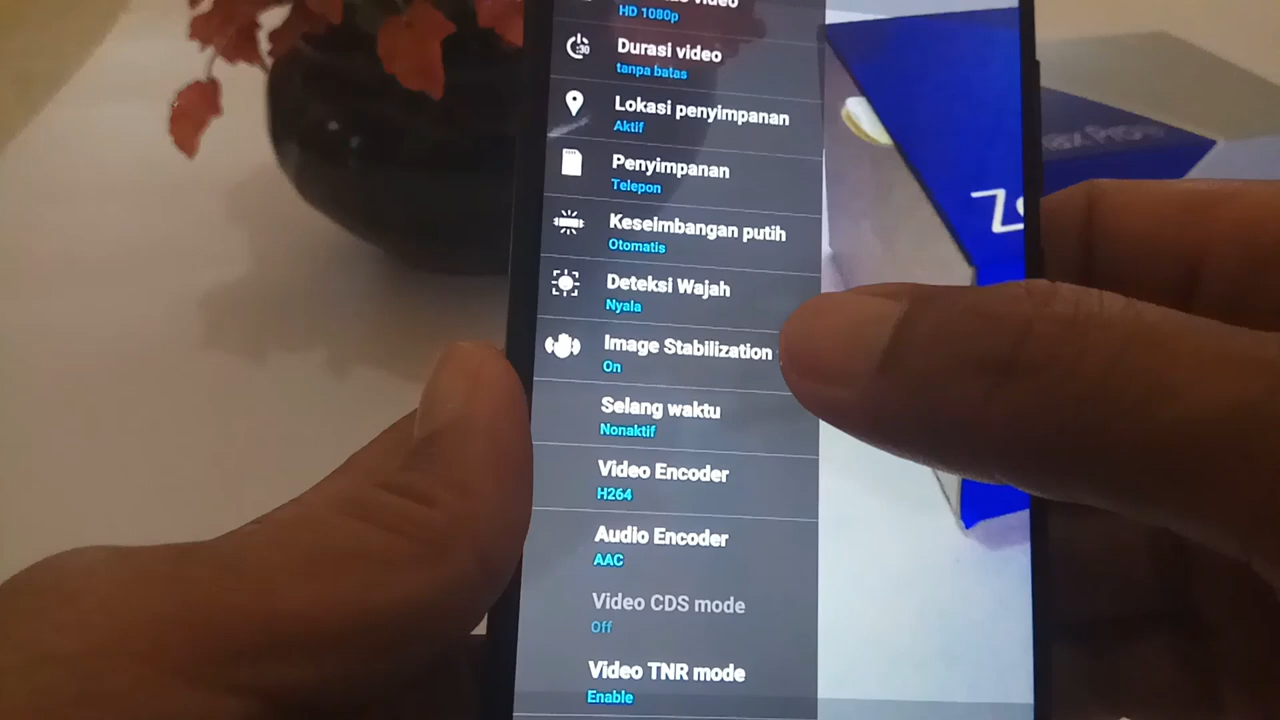 video
HD 1080p
Durasi video
tanpa batas
Lokasi penyimpanan
Aktif
Penyimpanan
Telepon
Keseimbangan putih
Otomatis
Deteksi Wajah
Nyala
Image Stabilization
On
Selang waktu
Nonaktif
Video Encoder
H264
Audio Encoder
AAC
Video CDS mode
Off
Video TNR mode
Enable